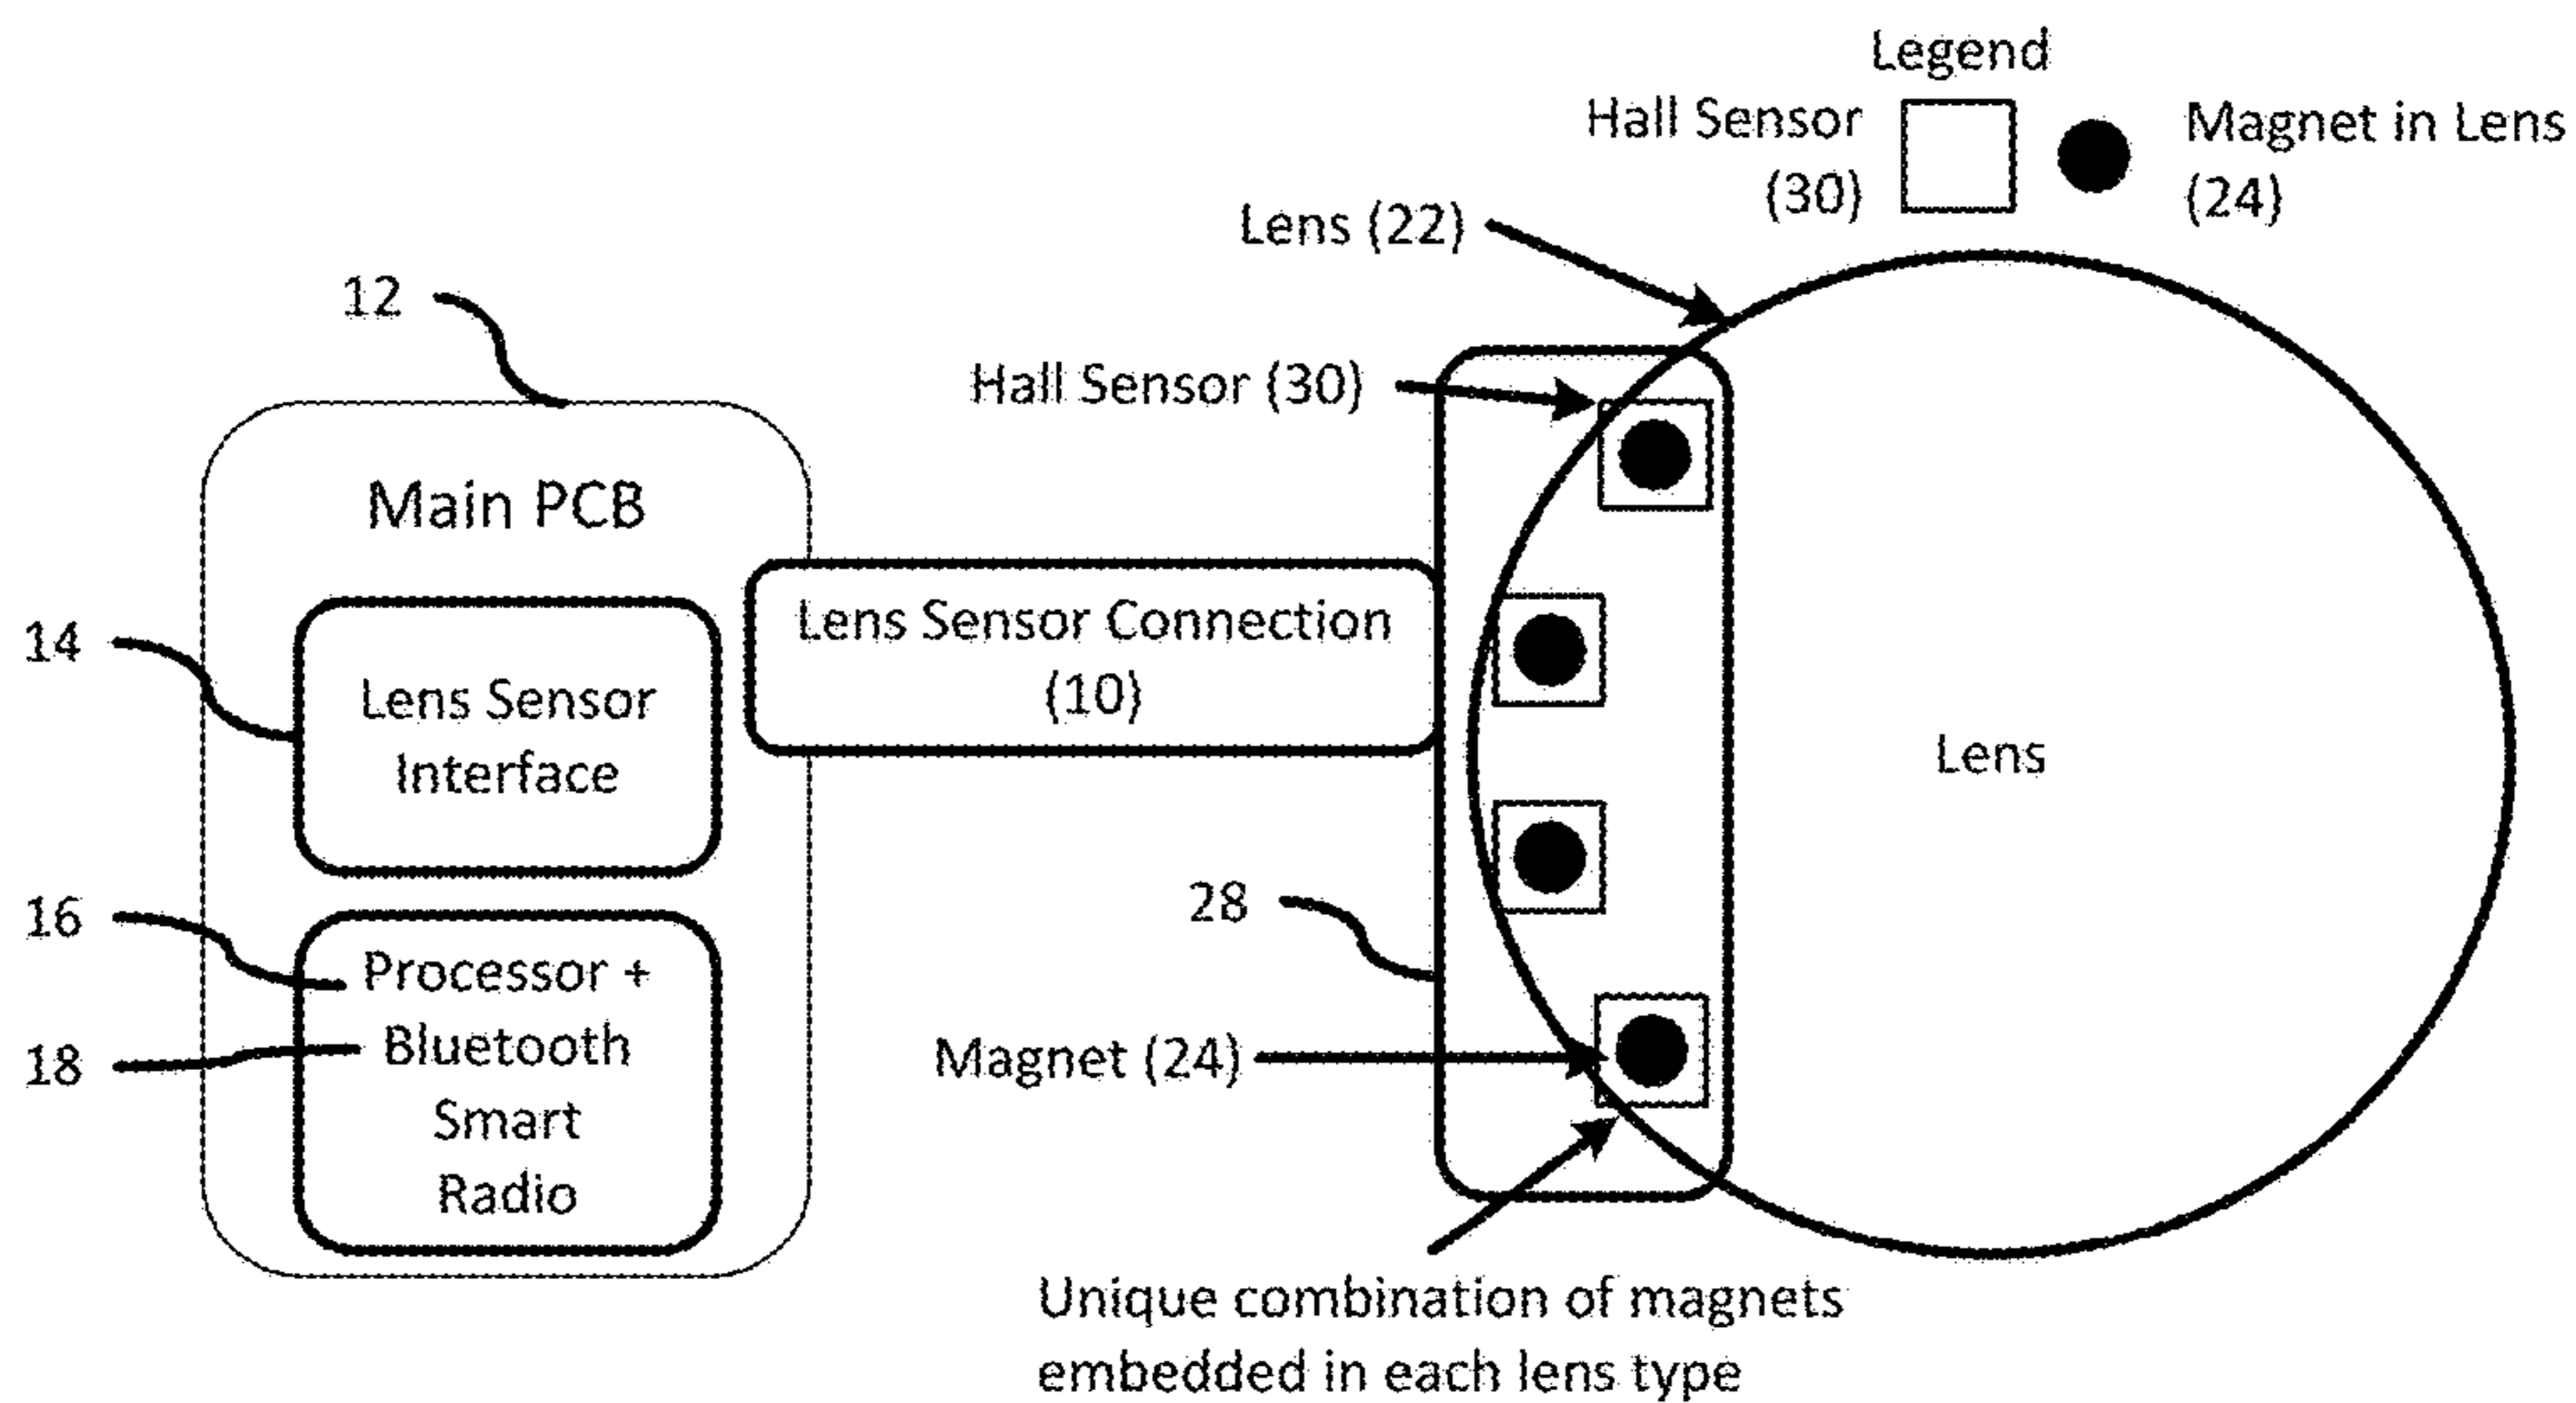 Legend
Hall Sensor
(30)
Magnet in Lens
(24)
Lens (22)
12
Hall Sensor (30)
Main PCB
Lens Sensor Connection
(10)
14
Lens Sensor
Interface
Lens
16
Processor +
18
Bluetooth
Smart
Radio
28
Magnet (24)
Unique combination of magnets
embedded in each lens type